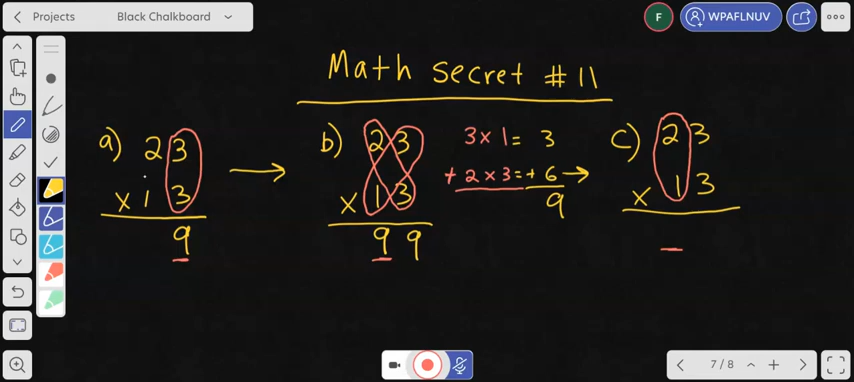 Projects Black Chalkboard F WPAFLNUV
Math Secret #11
a) 23
x 13
9
b) 23
x 13
99
3 x 1 = 3
+ 2 x 3 = + 6
9
c) 23
x 13
7 / 8